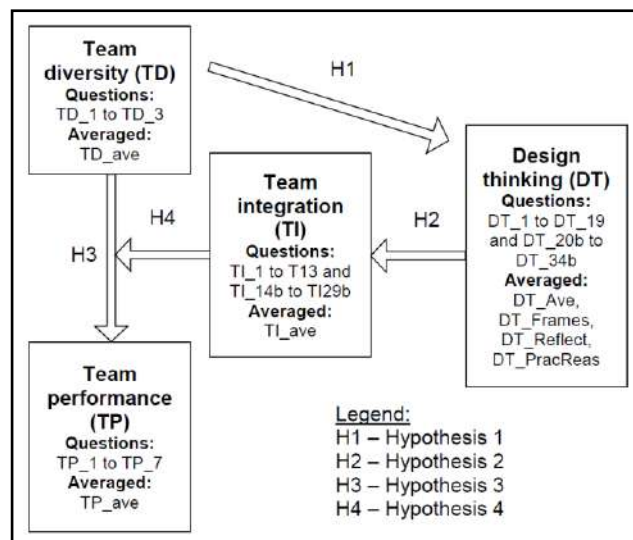 Team
diversity (TD)
Questions:
TD_1 to TD_3
Averaged:
TD_ave
H1
Design
thinking (DT)
Questions:
DT_1 to DT_19
and DT_20b to
DT_34b
Averaged:
DT_Ave,
DT_Frames,
DT_Reflect,
DT_PracReas
H2
Team
integration
(TI)
Questions:
TI_1 to T13 and
TI_14b to TI29b
Averaged:
TI_ave
H4
H3
Team
performance
(TP)
Questions:
TP_1 to TP_7
Averaged:
TP_ave
Legend:
H1 – Hypothesis 1
H2 – Hypothesis 2
H3 – Hypothesis 3
H4 – Hypothesis 4